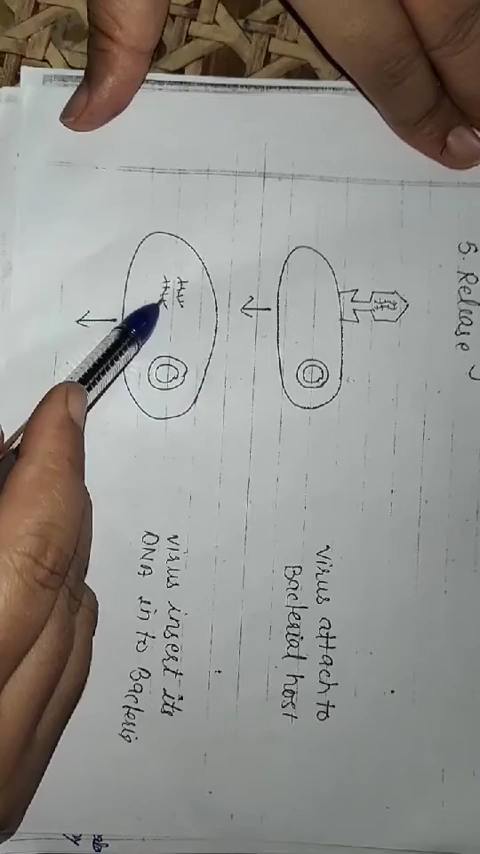 5. Release
virus attach to
Bacterial host
virus insert its
DNA in to Bacteria